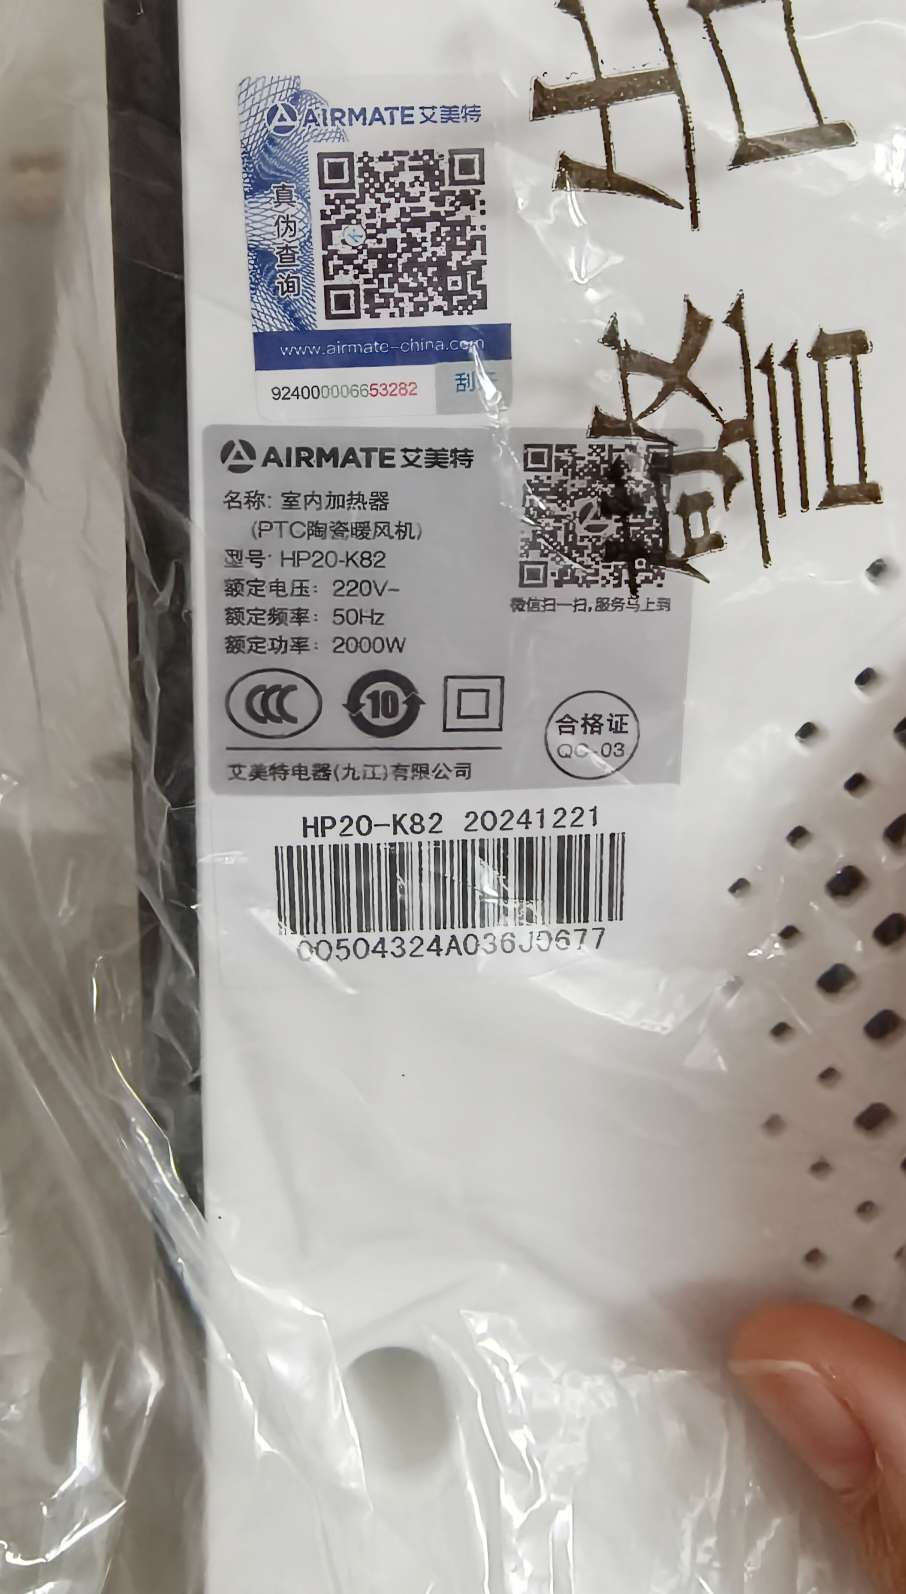 AIRMATE艾美特
真伪查询
www.airmate-china.com
924000006653282
刮
AIRMATE艾美特
名称: 室内加热器
(PTC陶瓷暖风机)
型号: HP20-K82
额定电压: 220V~
额定频率: 50Hz
额定功率: 2000W
微信扫一扫,服务马上到
CCC
10
合格证
QC-03
艾美特电器(九江)有限公司
HP20-K82 20241221
00504324A036J0677